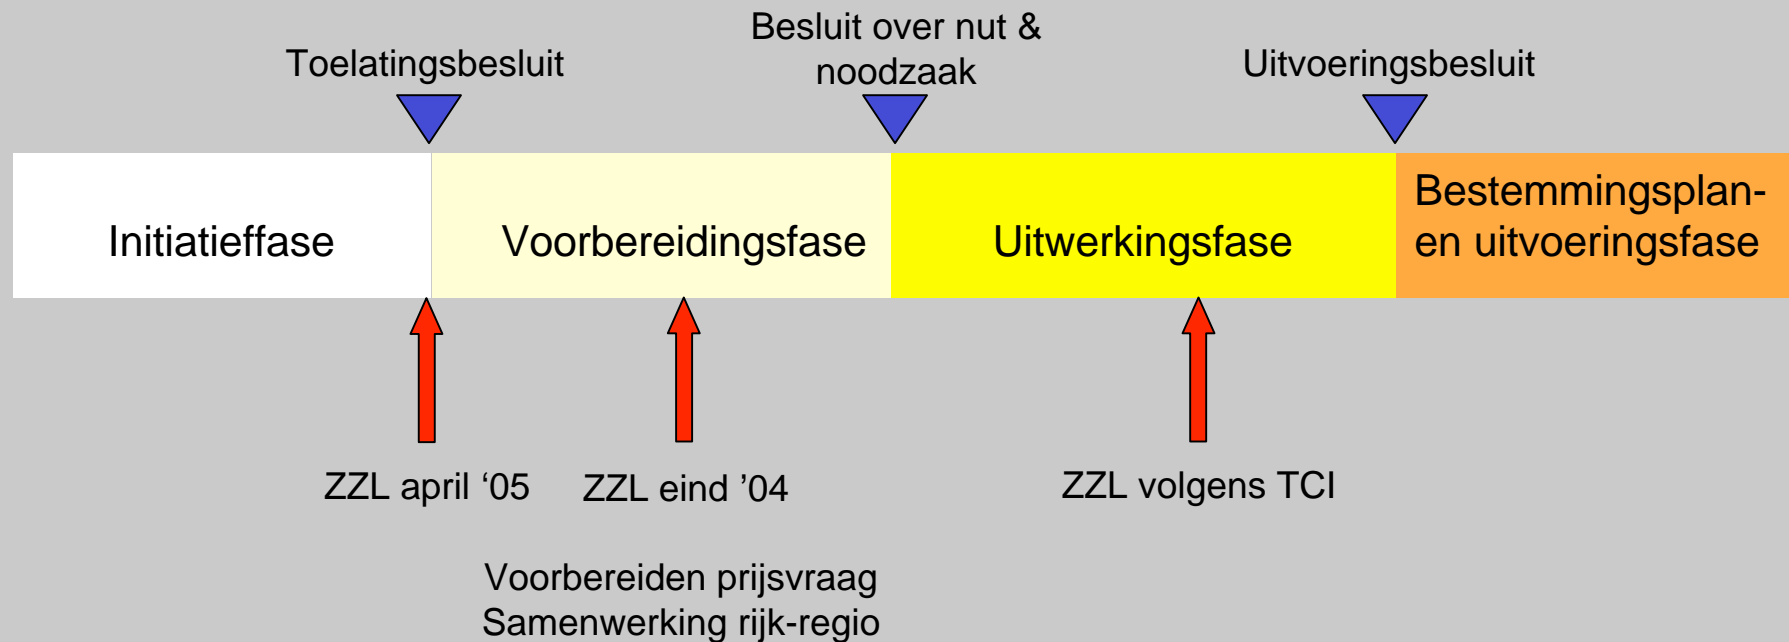 Toelatingsbesluit
Besluit over nut &
noodzaak
Uitvoeringsbesluit
Initiatieffase
Voorbereidingsfase
Uitwerkingsfase
Bestemmingsplan-
en uitvoeringsfase
ZZL april ‘05
ZZL eind ’04
ZZL volgens TCI
Voorbereiden prijsvraag
Samenwerking rijk-regio